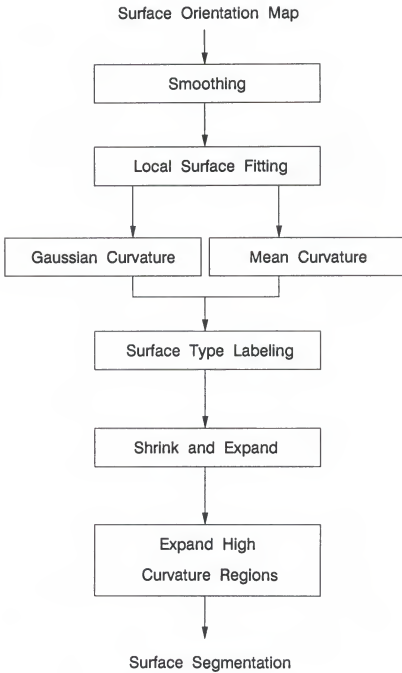 Surface Orientation Map
Smoothing
Local Surface Fitting
Gaussian Curvature
Mean Curvature
Surface Type Labeling
Shrink and Expand
Expand High
Curvature Regions
Surface Segmentation